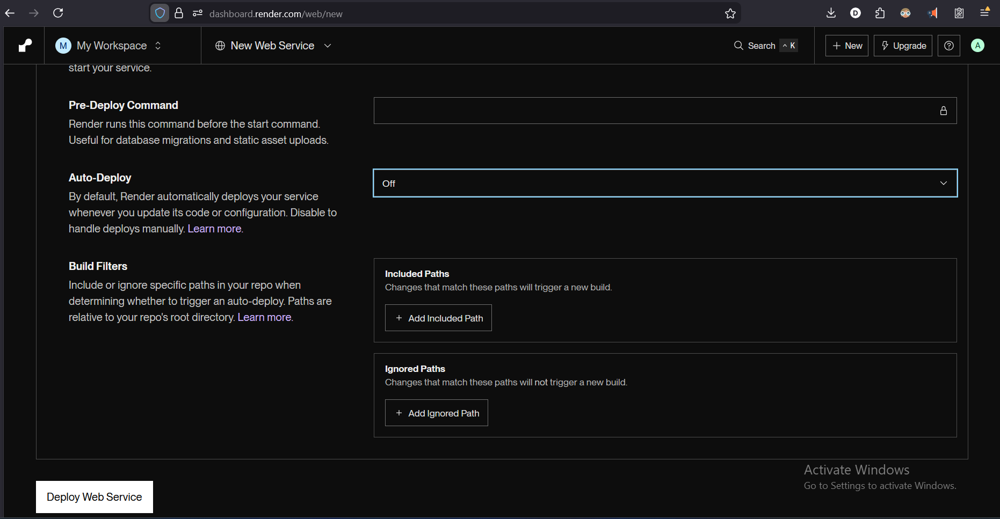 dashboard.render.com/web/new
D
M My Workspace
New Web Service
Search ^ K
+ New
Upgrade
A
start your service.
Pre-Deploy Command
Render runs this command before the start command.
Useful for database migrations and static asset uploads.
Auto-Deploy
By default, Render automatically deploys your service
whenever you update its code or configuration. Disable to
handle deploys manually. Learn more.
Off
Build Filters
Include or ignore specific paths in your repo when
determining whether to trigger an auto-deploy. Paths are
relative to your repo's root directory. Learn more.
Included Paths
Changes that match these paths will trigger a new build.
+ Add Included Path
Ignored Paths
Changes that match these paths will not trigger a new build.
+ Add Ignored Path
Deploy Web Service
Activate Windows
Go to Settings to activate Windows.